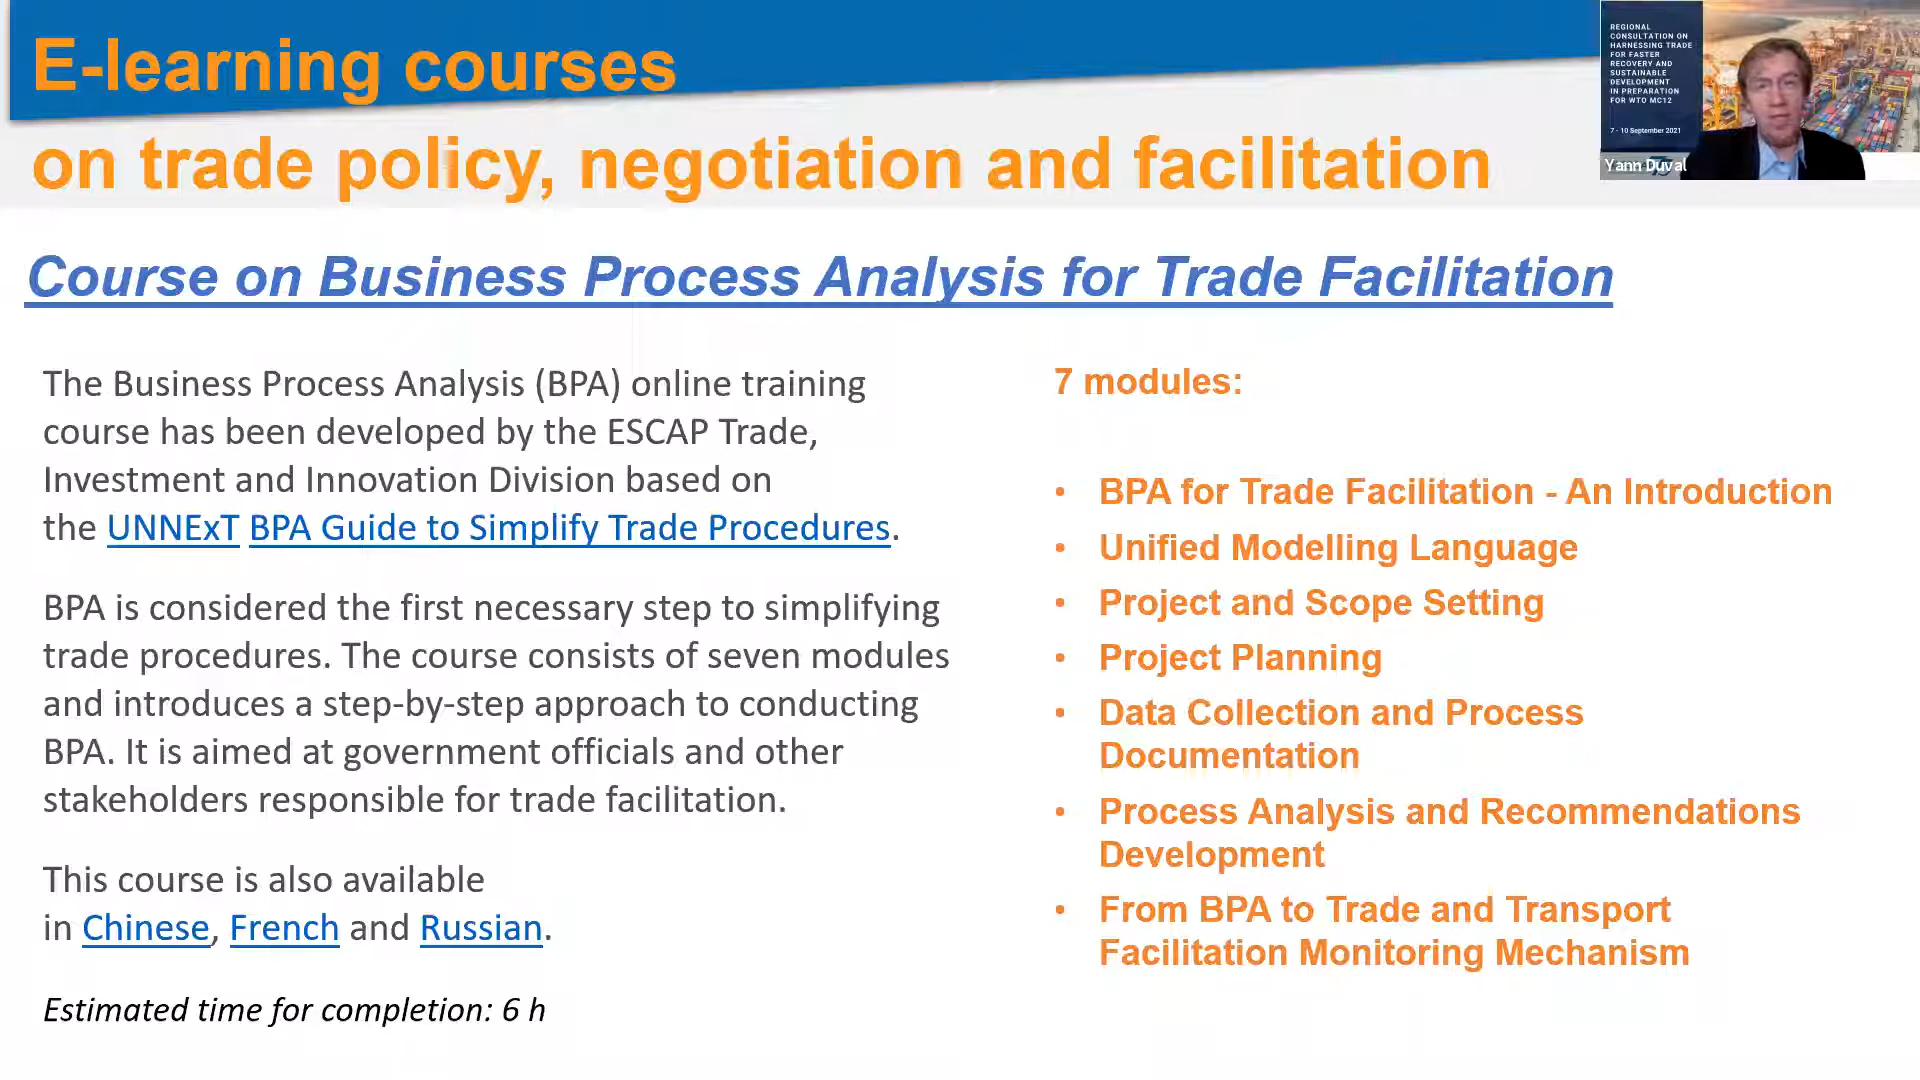 E-learning courses
on trade policy, negotiation and facilitation
REGIONAL
CONSULTATION ON
HARNESSING TRADE
FOR FASTER
RECOVERY AND
SUSTAINABLE
DEVELOPMENT
IN PREPARATION
FOR WTO MC12
7 - 10 September 2021
Yann Duval
Course on Business Process Analysis for Trade Facilitation
The Business Process Analysis (BPA) online training
course has been developed by the ESCAP Trade,
Investment and Innovation Division based on
the UNNExT BPA Guide to Simplify Trade Procedures.
BPA is considered the first necessary step to simplifying
trade procedures. The course consists of seven modules
and introduces a step-by-step approach to conducting
BPA. It is aimed at government officials and other
stakeholders responsible for trade facilitation.
This course is also available
in Chinese, French and Russian.
Estimated time for completion: 6 h
7 modules:
• BPA for Trade Facilitation - An Introduction
• Unified Modelling Language
• Project and Scope Setting
• Project Planning
• Data Collection and Process
Documentation
• Process Analysis and Recommendations
Development
• From BPA to Trade and Transport
Facilitation Monitoring Mechanism